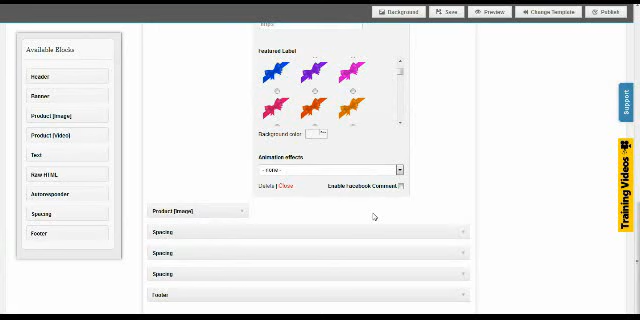 Background
Save
Preview
Change Template
Publish
Available Blocks
Header
Banner
Product [Image]
Product [Video]
Text
Raw HTML
Autoresponder
Spacing
Footer
Featured Label
Background color
Animation effects
- none -
Delete | Close
Enable Facebook Comment
Product [Image]
Spacing
Spacing
Spacing
Footer
Support
Training Videos